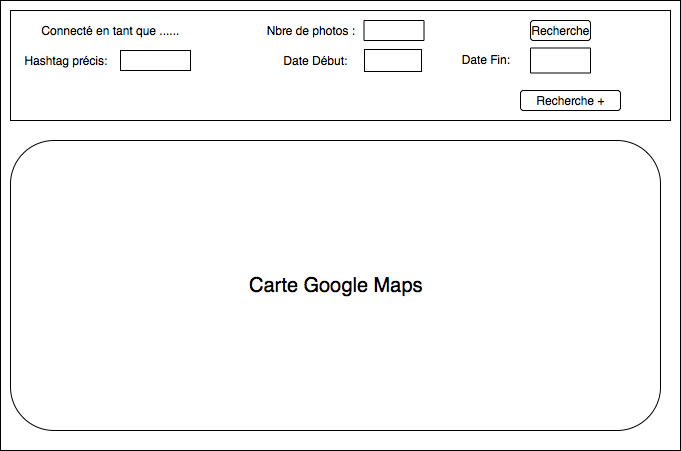 Connecté en tant que ......
Nbre de photos :
Recherche
Hashtag précis:
Date Début:
Date Fin:
Recherche +
Carte Google Maps